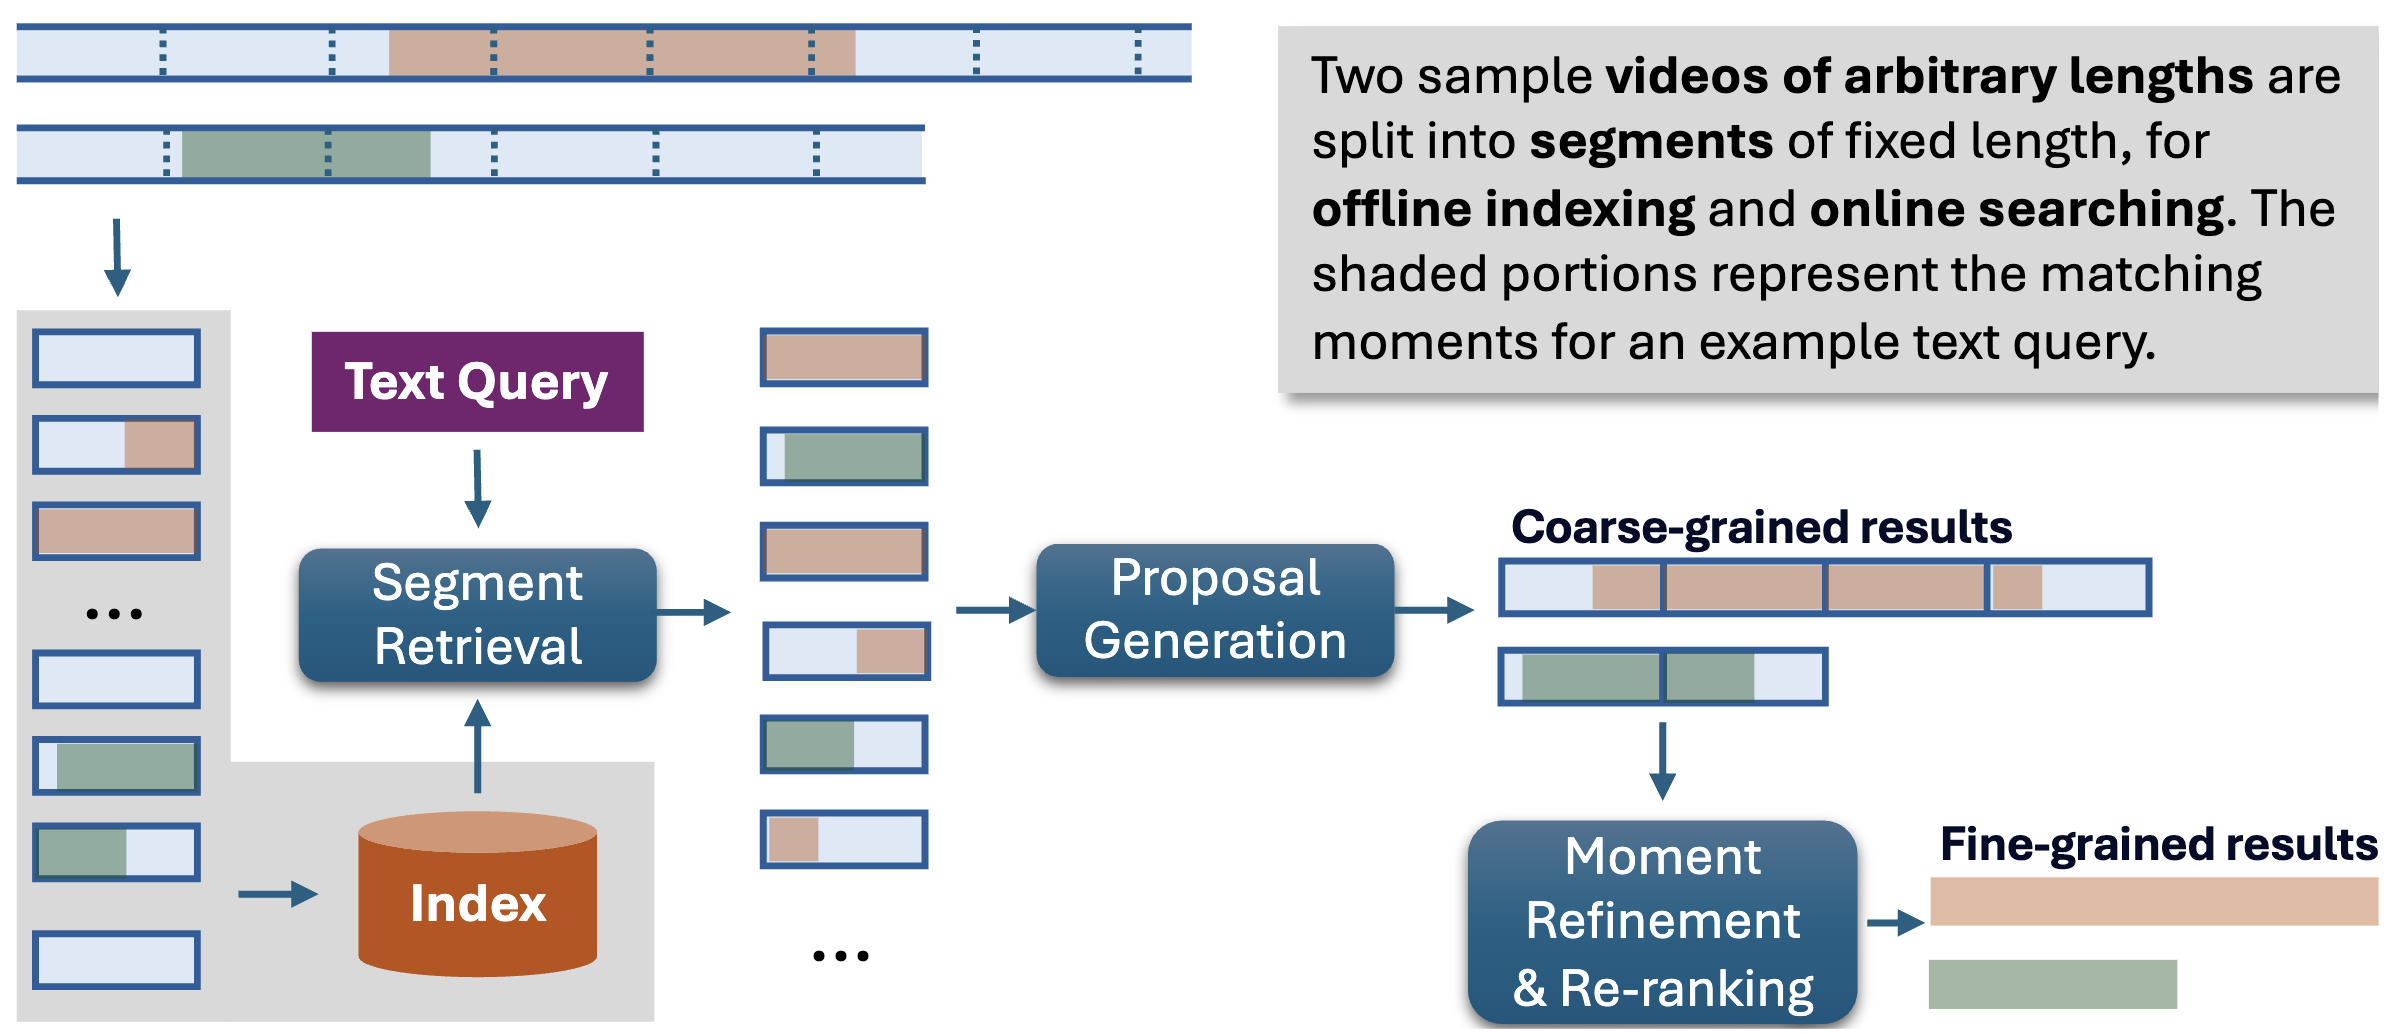 Two sample videos of arbitrary lengths are
split into segments of fixed length, for
offline indexing and online searching. The
shaded portions represent the matching
moments for an example text query.
Text Query
Segment
Retrieval
Index
...
...
Proposal
Generation
Coarse-grained results
Moment
Refinement
& Re-ranking
Fine-grained results